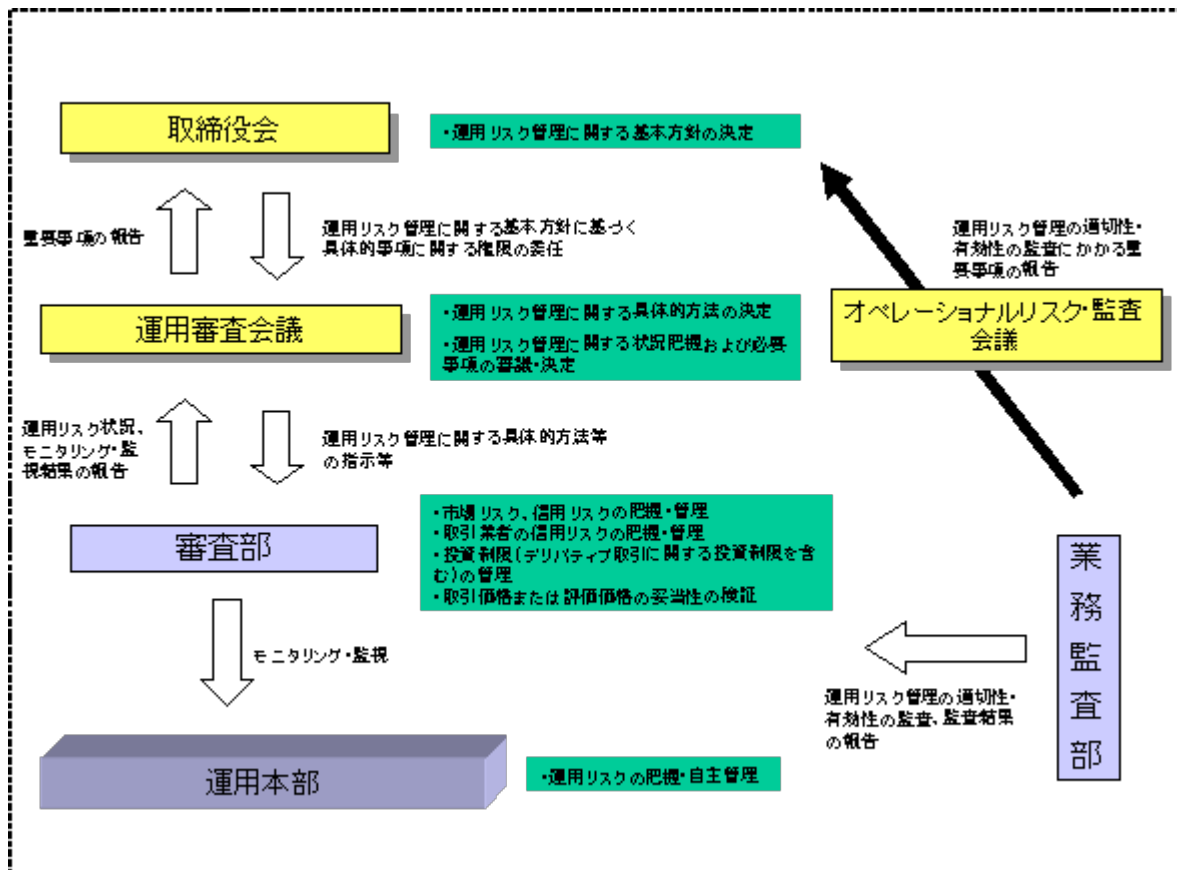 取締役会
・運用リスク管理に関する基本方針の決定
重要事項の報告
運用リスク管理に関する基本方針に基づく
具体的事項に関する権限の委任
運用リスク管理の適切性・
有効性の監査にかかる重
要事項の報告
運用審査会議
・運用リスク管理に関する具体的方法の決定
・運用リスク管理に関する状況把握および必要
事項の審議・決定
オペレーショナルリスク・監査
会議
運用リスク状況、
モニタリング・監
視結果の報告
運用リスク管理に関する具体的方法等
の指示等
審査部
・市場リスク、信用リスクの把握・管理
・取引業者の信用リスクの把握・管理
・投資制限（デリバティブ取引に関する投資制限を含
む）の管理
・取引価格または評価価格の妥当性の検証
業務監査部
モニタリング・監視
運用リスク管理の適切性・
有効性の監査、監査結果
の報告
運用本部
・運用リスクの把握・自主管理